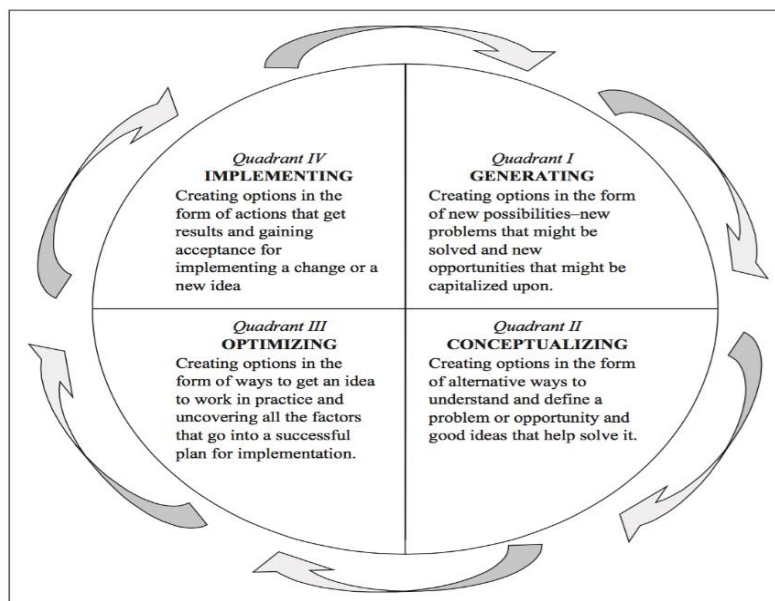 Quadrant IV
IMPLEMENTING
Creating options in the
form of actions that get
results and gaining
acceptance for
implementing a change or a
new idea
Quadrant I
GENERATING
Creating options in the form
of new possibilities–new
problems that might be
solved and new
opportunities that might be
capitalized upon.
Quadrant III
OPTIMIZING
Creating options in the
form of ways to get an idea
to work in practice and
uncovering all the factors
that go into a successful
plan for implementation.
Quadrant II
CONCEPTUALIZING
Creating options in the form
of alternative ways to
understand and define a
problem or opportunity and
good ideas that help solve it.